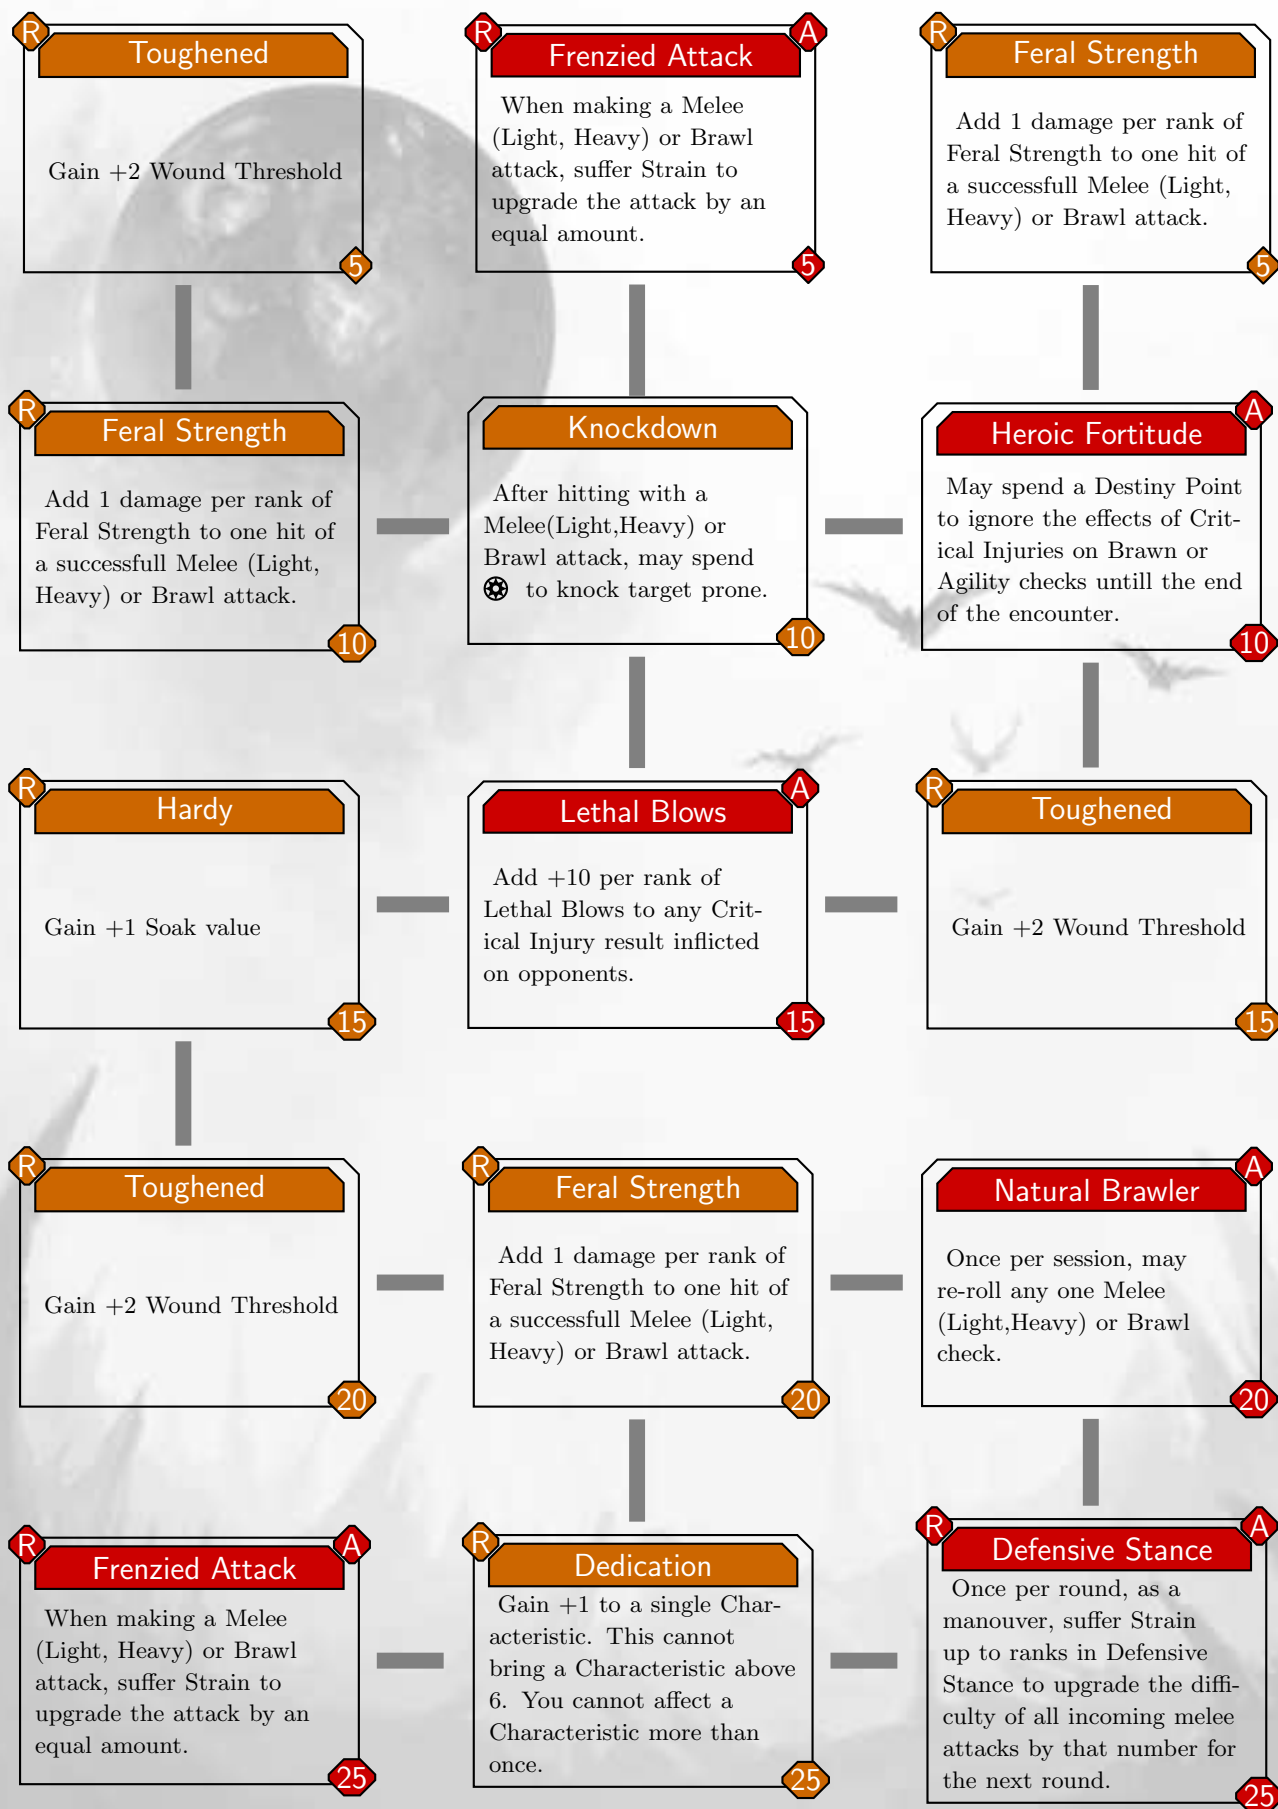 R
Toughened
Gain +2 Wound Threshold
5
R
A
Frenzied Attack
When making a Melee
(Light, Heavy) or Brawl
attack, suffer Strain to
upgrade the attack by an
equal amount.
5
R
Feral Strength
Add 1 damage per rank of
Feral Strength to one hit of
a successfull Melee (Light,
Heavy) or Brawl attack.
5
R
Feral Strength
Add 1 damage per rank of
Feral Strength to one hit of
a successfull Melee (Light,
Heavy) or Brawl attack.
10
Knockdown
After hitting with a
Melee(Light,Heavy) or
Brawl attack, may spend
to knock target prone.
10
A
Heroic Fortitude
May spend a Destiny Point
to ignore the effects of Crit-
ical Injuries on Brawn or
Agility checks untill the end
of the encounter.
10
R
Hardy
Gain +1 Soak value
15
A
Lethal Blows
Add +10 per rank of
Lethal Blows to any Crit-
ical Injury result inflicted
on opponents.
15
R
Toughened
Gain +2 Wound Threshold
15
R
Toughened
Gain +2 Wound Threshold
20
R
Feral Strength
Add 1 damage per rank of
Feral Strength to one hit of
a successfull Melee (Light,
Heavy) or Brawl attack.
20
A
Natural Brawler
Once per session, may
re-roll any one Melee
(Light,Heavy) or Brawl
check.
20
R
A
Frenzied Attack
When making a Melee
(Light, Heavy) or Brawl
attack, suffer Strain to
upgrade the attack by an
equal amount.
25
R
Dedication
Gain +1 to a single Char-
acteristic. This cannot
bring a Characteristic above
6. You cannot affect a
Characteristic more than
once.
25
R
A
Defensive Stance
Once per round, as a
manouver, suffer Strain
up to ranks in Defensive
Stance to upgrade the diffi-
culty of all incoming melee
attacks by that number for
the next round.
25